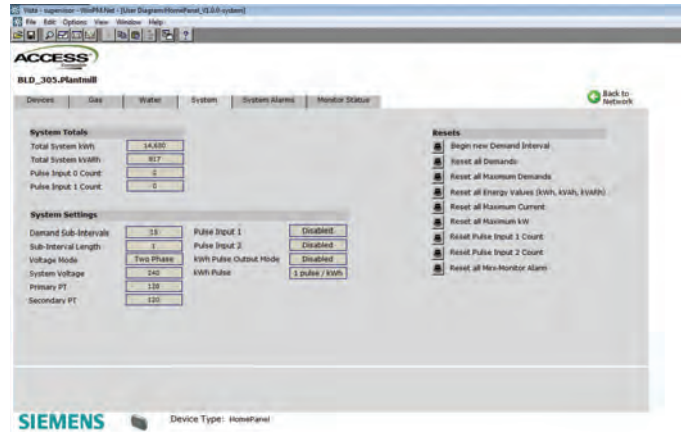 Vista - supervisor - WinPM.Net - [User Diagram:HomePanel_V1.0.0-system]
File Edit Options View Window Help
ACCESS
BLD_305.Plantmill
Devices Gas Water System System Alarms Monitor Status
Back to Network
System Totals
Total System kWh 14,600
Total System kVARh 817
Pulse Input 0 Count 0
Pulse Input 1 Count 0
System Settings
Demand Sub-Intervals 15
Sub-Interval Length 1
Voltage Mode Two Phase
System Voltage 240
Primary PT 120
Secondary PT 120
Pulse Input 1 Disabled
Pulse Input 2 Disabled
kWh Pulse Output Mode Disabled
kWh Pulse 1 pulse / kWh
Resets
Begin new Demand Interval
Reset all Demands
Reset all Maximum Demands
Reset all Energy Values (kWh, kVAh, kVARh)
Reset all Maximum Current
Reset all Maximum kW
Reset Pulse Input 1 Count
Reset Pulse Input 2 Count
Reset all Mini-Monitor Alarm
SIEMENS
Device Type: HomePanel